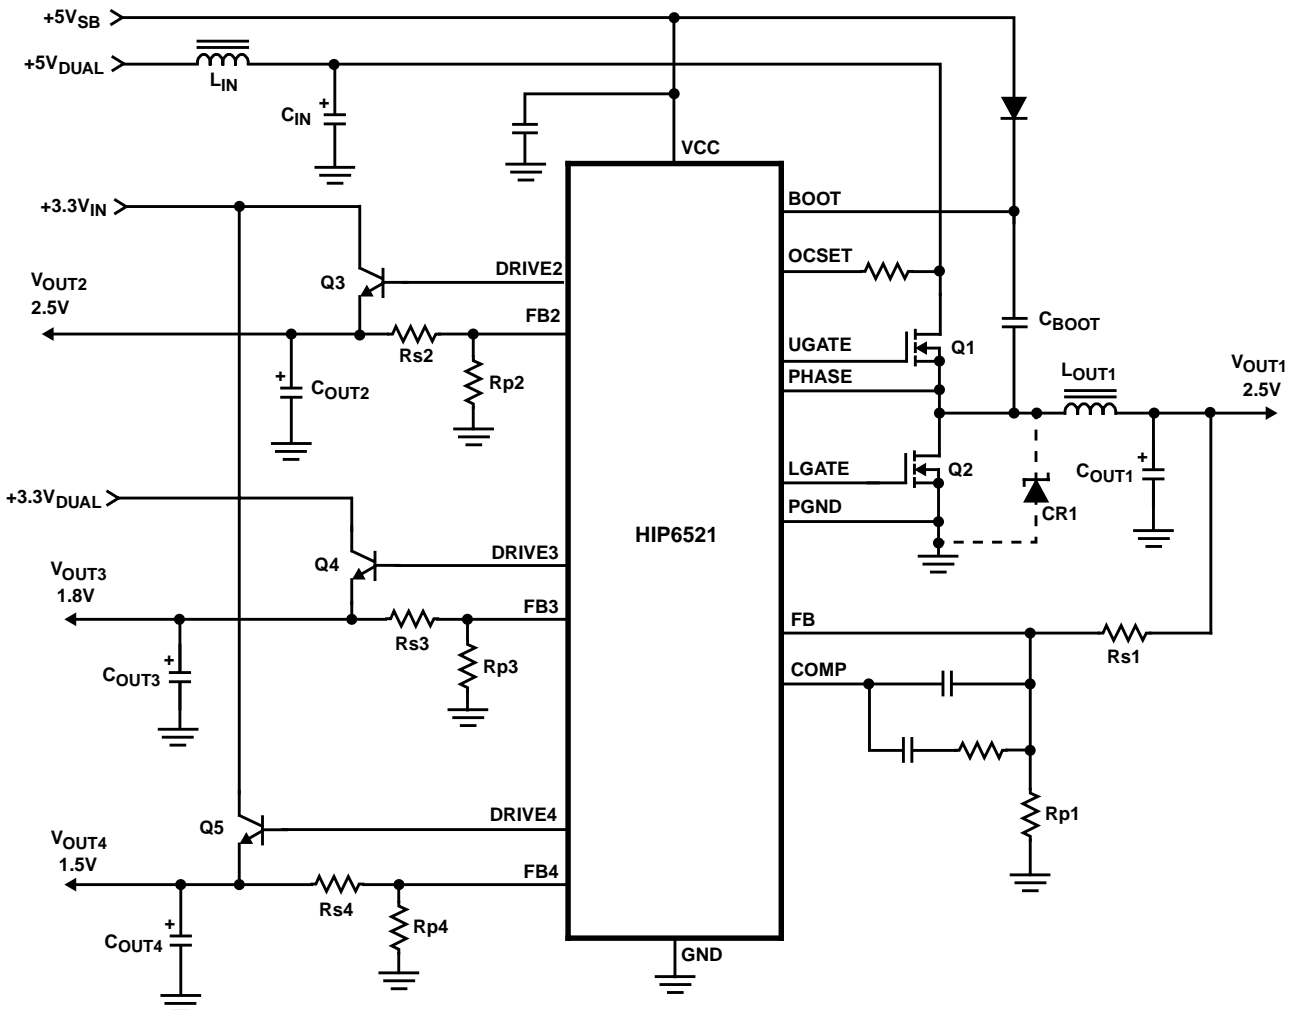 +5VSB
+5VDUAL
LIN
CIN
+
VCC
+3.3VIN
BOOT
OCSET
Q3
DRIVE2
VOUT2
2.5V
FB2
Rs2
Rp2
+
COUT2
UGATE
Q1
PHASE
CBOOT
LOUT1
VOUT1
2.5V
LGATE
Q2
PGND
CR1
+
COUT1
+3.3VDUAL
HIP6521
Q4
DRIVE3
VOUT3
1.8V
FB3
Rs3
Rp3
+
COUT3
FB
Rs1
COMP
Rp1
Q5
DRIVE4
VOUT4
1.5V
FB4
Rs4
Rp4
+
COUT4
GND